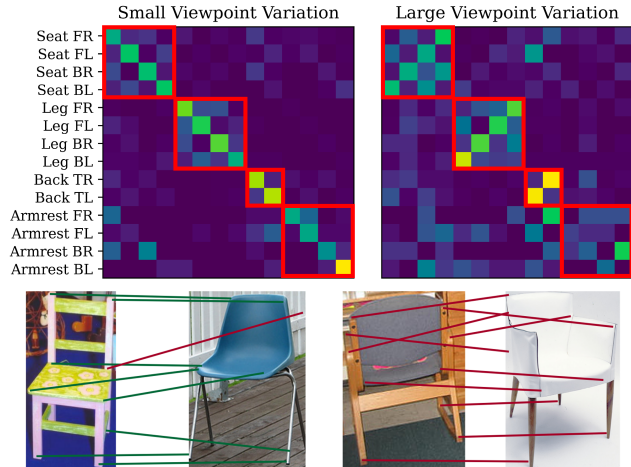 Small Viewpoint Variation
Large Viewpoint Variation
Seat FR
Seat FL
Seat BR
Seat BL
Leg FR
Leg FL
Leg BR
Leg BL
Back TR
Back TL
Armrest FR
Armrest FL
Armrest BR
Armrest BL